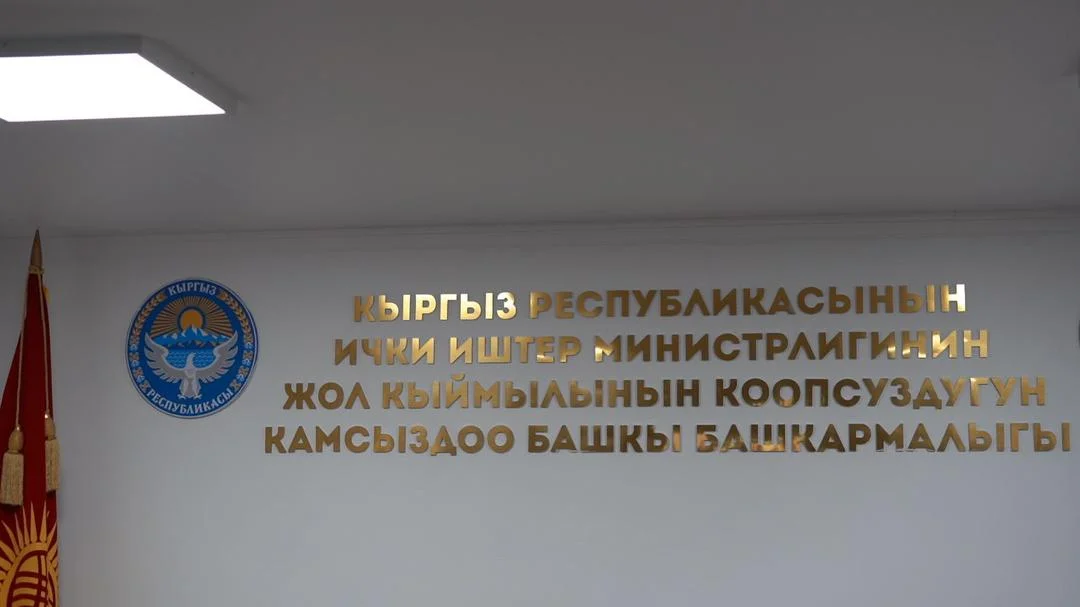 КЫРГЫЗ
РЕСПУБЛИКАСЫ
КЫРГЫЗ РЕСПУБЛИКАСЫНЫН
ИЧКИ ИШТЕР МИНИСТРЛИГИНИН
ЖОЛ КЫЙМЫЛЫНЫН КООПСУЗДУГУН
КАМСЫЗДОО БАШКЫ БАШКАРМАЛЫГЫ